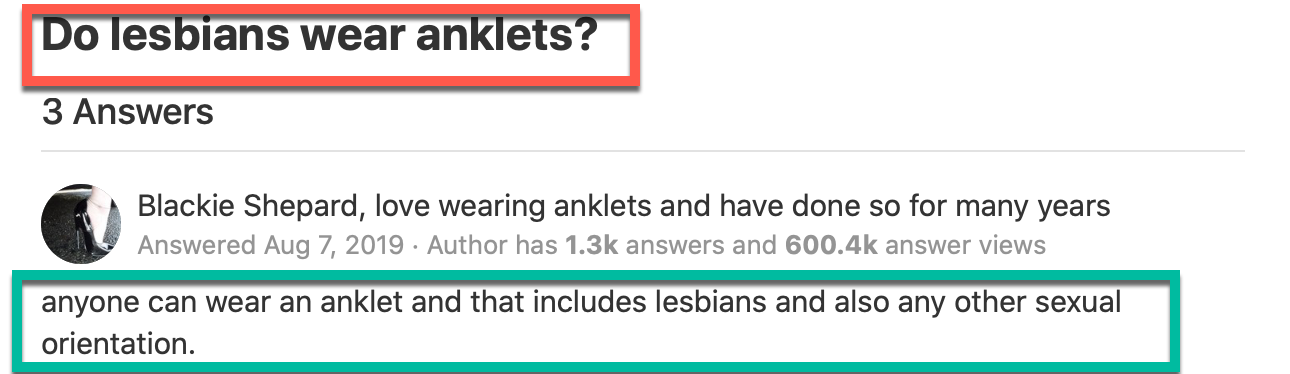 Do lesbians wear anklets?
3 Answers
Blackie Shepard, love wearing anklets and have done so for many years
Answered Aug 7, 2019 · Author has 1.3k answers and 600.4k answer views
anyone can wear an anklet and that includes lesbians and also any other sexual
orientation.